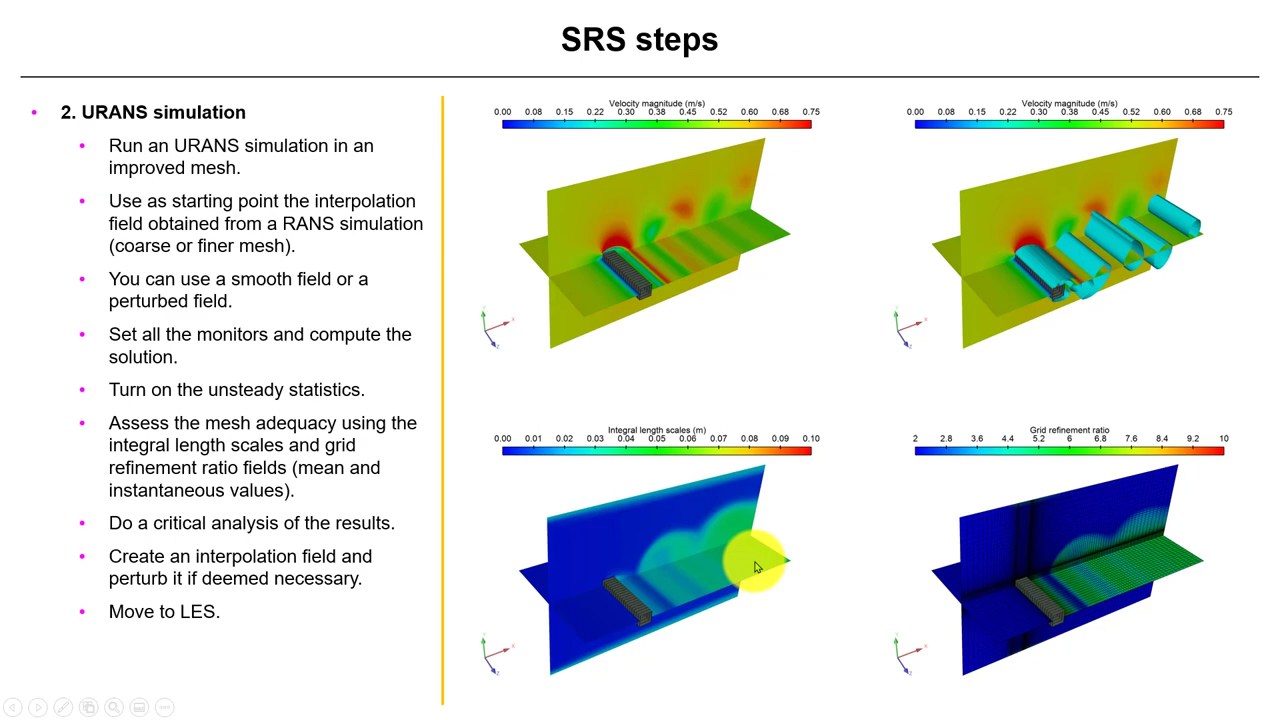 SRS steps
2. URANS simulation
Run an URANS simulation in an
improved mesh.
Use as starting point the interpolation
field obtained from a RANS simulation
(coarse or finer mesh).
You can use a smooth field or a
perturbed field.
Set all the monitors and compute the
solution.
Turn on the unsteady statistics.
Assess the mesh adequacy using the
integral length scales and grid
refinement ratio fields (mean and
instantaneous values).
Do a critical analysis of the results.
Create an interpolation field and
perturb it if deemed necessary.
Move to LES.
Velocity magnitude (m/s)
0.00 0.08 0.15 0.22 0.30 0.38 0.45 0.52 0.60 0.68 0.75
Velocity magnitude (m/s)
0.00 0.08 0.15 0.22 0.30 0.38 0.45 0.52 0.60 0.68 0.75
Integral length scales (m)
0.00 0.01 0.02 0.03 0.04 0.05 0.06 0.07 0.08 0.09 0.10
Grid refinement ratio
2 2.8 3.6 4.4 5.2 6 6.8 7.6 8.4 9.2 10